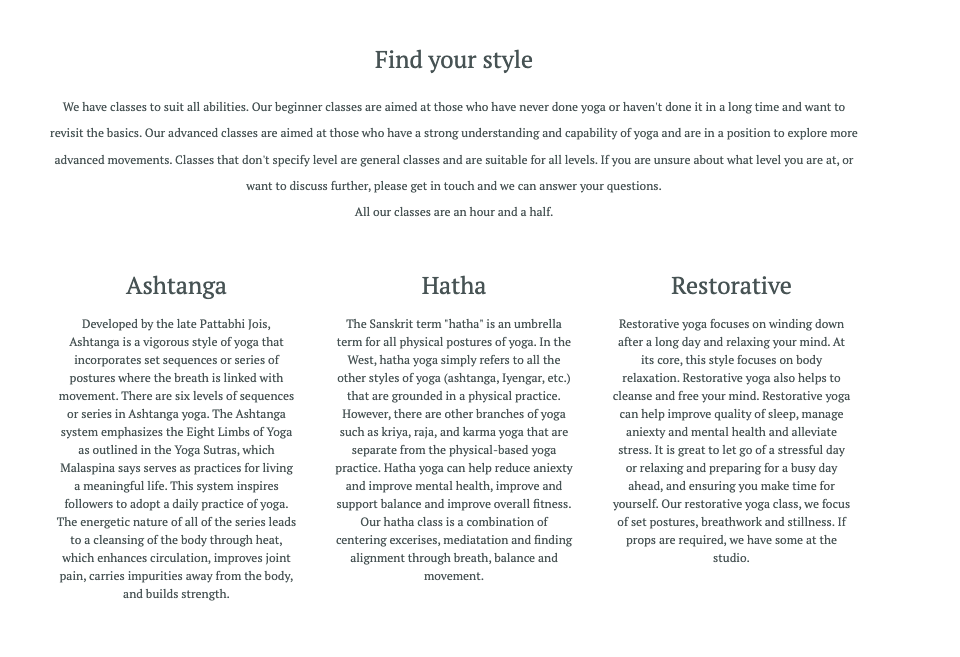 Find your style
We have classes to suit all abilities. Our beginner classes are aimed at those who have never done yoga or haven't done it in a long time and want to
revisit the basics. Our advanced classes are aimed at those who have a strong understanding and capability of yoga and are in a position to explore more
advanced movements. Classes that don't specify level are general classes and are suitable for all levels. If you are unsure about what level you are at, or
want to discuss further, please get in touch and we can answer your questions.
All our classes are an hour and a half.
Ashtanga
Developed by the late Pattabhi Jois,
Ashtanga is a vigorous style of yoga that
incorporates set sequences or series of
postures where the breath is linked with
movement. There are six levels of sequences
or series in Ashtanga yoga. The Ashtanga
system emphasizes the Eight Limbs of Yoga
as outlined in the Yoga Sutras, which
Malaspina says serves as practices for living
a meaningful life. This system inspires
followers to adopt a daily practice of yoga.
The energetic nature of all of the series leads
to a cleansing of the body through heat,
which enhances circulation, improves joint
pain, carries impurities away from the body,
and builds strength.
Hatha
The Sanskrit term "hatha" is an umbrella
term for all physical postures of yoga. In the
West, hatha yoga simply refers to all the
other styles of yoga (ashtanga, Iyengar, etc.)
that are grounded in a physical practice.
However, there are other branches of yoga
such as kriya, raja, and karma yoga that are
separate from the physical-based yoga
practice. Hatha yoga can help reduce aniexty
and improve mental health, improve and
support balance and improve overall fitness.
Our hatha class is a combination of
centering excerises, mediatation and finding
alignment through breath, balance and
movement.
Restorative
Restorative yoga focuses on winding down
after a long day and relaxing your mind. At
its core, this style focuses on body
relaxation. Restorative yoga also helps to
cleanse and free your mind. Restorative yoga
can help improve quality of sleep, manage
aniexty and mental health and alleviate
stress. It is great to let go of a stressful day
or relaxing and preparing for a busy day
ahead, and ensuring you make time for
yourself. Our restorative yoga class, we focus
of set postures, breathwork and stillness. If
props are required, we have some at the
studio.